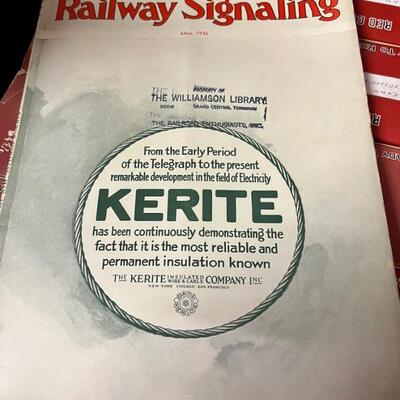 Railway Signaling
May, 1936
PROPERTY OF
THE WILLIAMSON LIBRARY
ROOM GRAND CENTRAL TERMINAL
THE RAILROAD ENTHUSIASTS, INC.
From the Early Period
of the Telegraph to the present
remarkable development in the field of Electricity
KERITE
has been continuously demonstrating the
fact that it is the most reliable and
permanent insulation known
THE KERITE INSULATED WIRE & CABLE COMPANY INC
NEW YORK CHICAGO SAN FRANCISCO
RED B